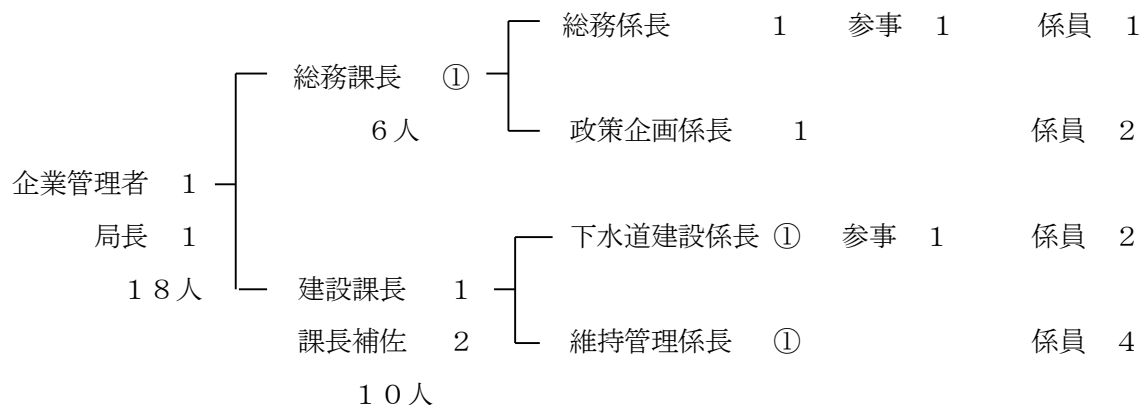 総務係長 1 参事 1 係員 1
総務課長 ①
6人 政策企画係長 1 係員 2
企業管理者 1
局長 1 下水道建設係長 ① 参事 1 係員 2
18人 建設課長 1
課長補佐 2 維持管理係長 ① 係員 4
10人